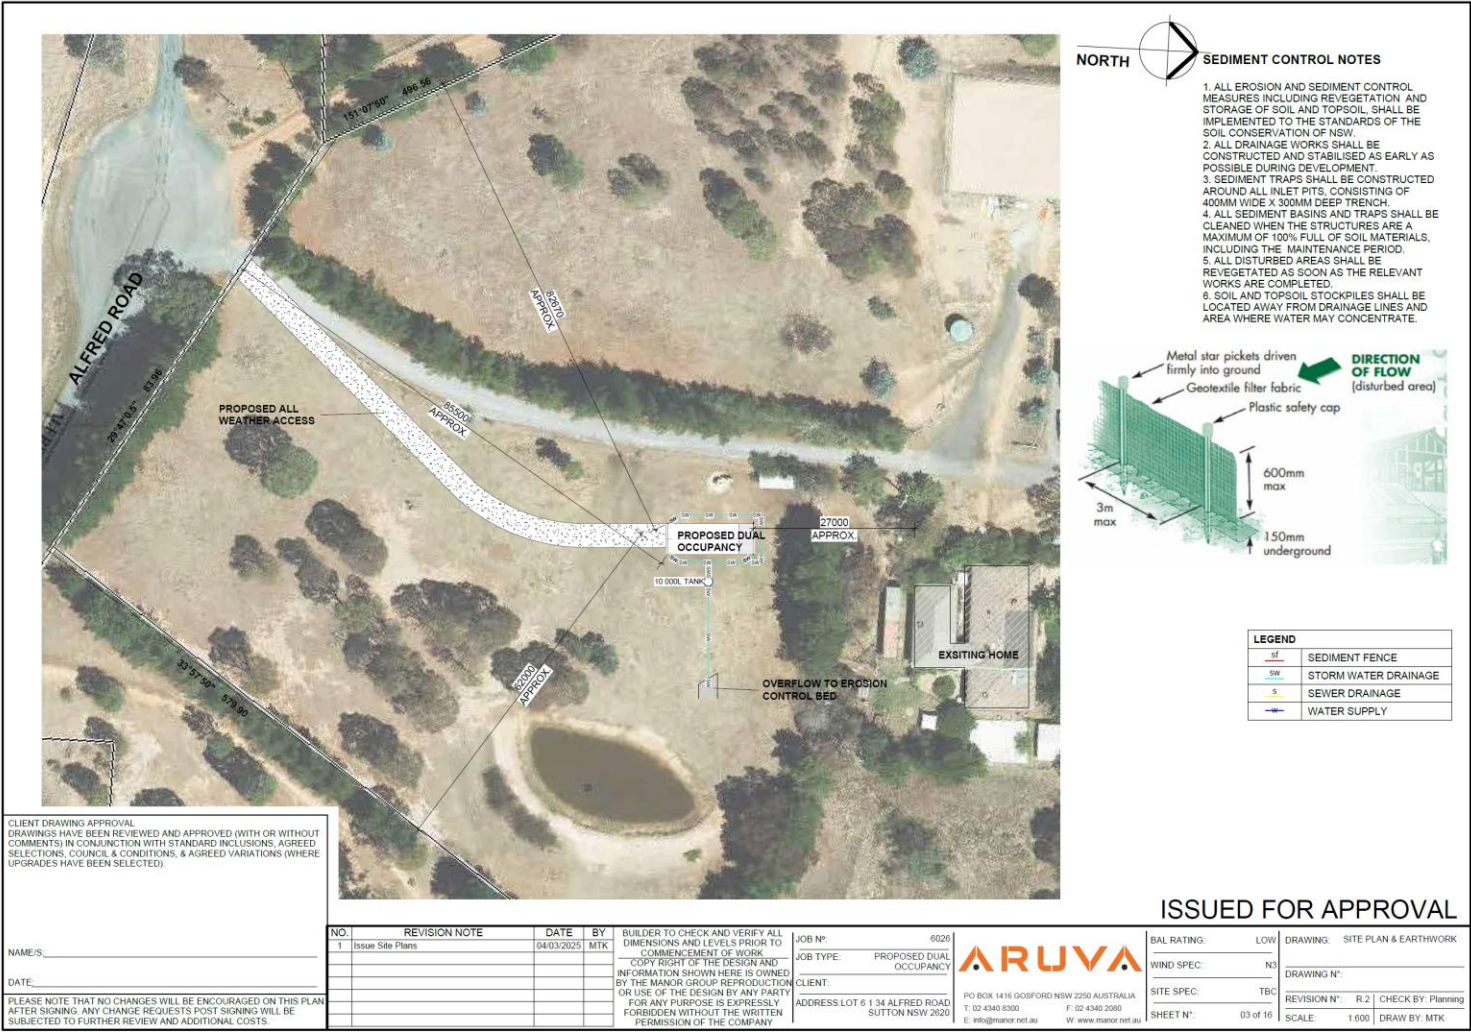 NORTH
SEDIMENT CONTROL NOTES
1. ALL EROSION AND SEDIMENT CONTROL
MEASURES INCLUDING REVEGETATION AND
STORAGE OF SOIL AND TOPSOIL, SHALL BE
IMPLEMENTED TO THE STANDARDS OF THE
SOIL CONSERVATION OF NSW.
2. ALL DRAINAGE WORKS SHALL BE
CONSTRUCTED AND STABILISED AS EARLY AS
POSSIBLE DURING DEVELOPMENT.
3. SEDIMENT TRAPS SHALL BE CONSTRUCTED
AROUND ALL INLET PITS, CONSISTING OF
400MM WIDE X 300MM DEEP TRENCH.
4. ALL SEDIMENT BASINS AND TRAPS SHALL BE
CLEANED WHEN THE STRUCTURES ARE A
MAXIMUM OF 100% FULL OF SOIL MATERIALS,
INCLUDING THE MAINTENANCE PERIOD.
5. ALL DISTURBED AREAS SHALL BE
REVEGETATED AS SOON AS THE RELEVANT
WORKS ARE COMPLETED.
6. SOIL AND TOPSOIL STOCKPILES SHALL BE
LOCATED AWAY FROM DRAINAGE LINES AND
AREA WHERE WATER MAY CONCENTRATE.
151°07'50" 496.56
ALFRED ROAD
29°47'0.5" 83.96
82670
APPROX.
PROPOSED ALL
WEATHER ACCESS
85500
APPROX.
PROPOSED DUAL
OCCUPANCY
27000
APPROX.
10 000L TANK
EXSITING HOME
33°57'50" 579.90
62000
APPROX.
OVERFLOW TO EROSION
CONTROL BED
Metal star pickets driven
firmly into ground
Geotextile filter fabric
Plastic safety cap
DIRECTION
OF FLOW
(disturbed area)
600mm
max
3m
max
150mm
underground
LEGEND
sf SEDIMENT FENCE
SW STORM WATER DRAINAGE
S SEWER DRAINAGE
W WATER SUPPLY
CLIENT DRAWING APPROVAL
DRAWINGS HAVE BEEN REVIEWED AND APPROVED (WITH OR WITHOUT
COMMENTS) IN CONJUNCTION WITH STANDARD INCLUSIONS, AGREED
SELECTIONS, COUNCIL & CONDITIONS, & AGREED VARIATIONS (WHERE
UPGRADES HAVE BEEN SELECTED).
NAME/S:
DATE:
PLEASE NOTE THAT NO CHANGES WILL BE ENCOURAGED ON THIS PLAN
AFTER SIGNING. ANY CHANGE REQUESTS POST SIGNING WILL BE
SUBJECTED TO FURTHER REVIEW AND ADDITIONAL COSTS.
ISSUED FOR APPROVAL
NO. REVISION NOTE DATE BY
1 Issue Site Plans 04/03/2025 MTK
BUILDER TO CHECK AND VERIFY ALL
DIMENSIONS AND LEVELS PRIOR TO
COMMENCEMENT OF WORK
COPY RIGHT OF THE DESIGN AND
INFORMATION SHOWN HERE IS OWNED
BY THE MANOR GROUP REPRODUCTION
OR USE OF THE DESIGN BY ANY PARTY
FOR ANY PURPOSE IS EXPRESSLY
FORBIDDEN WITHOUT THE WRITTEN
PERMISSION OF THE COMPANY
JOB Nº: 6026
JOB TYPE: PROPOSED DUAL
OCCUPANCY
CLIENT:
ADDRESS: LOT 6 1 34 ALFRED ROAD
SUTTON NSW 2620
ARUVA
PO BOX 1416 GOSFORD NSW 2250 AUSTRALIA
T: 02 4340 6300 F: 02 4340 2080
E: info@manor.net.au W: www.manor.net.au
BAL RATING: LOW
WIND SPEC: N3
SITE SPEC: TBC
SHEET Nº: 03 of 16
DRAWING: SITE PLAN & EARTHWORK
DRAWING Nº:
REVISION Nº: R.2 CHECK BY: Planning
SCALE: 1:600 DRAW BY: MTK